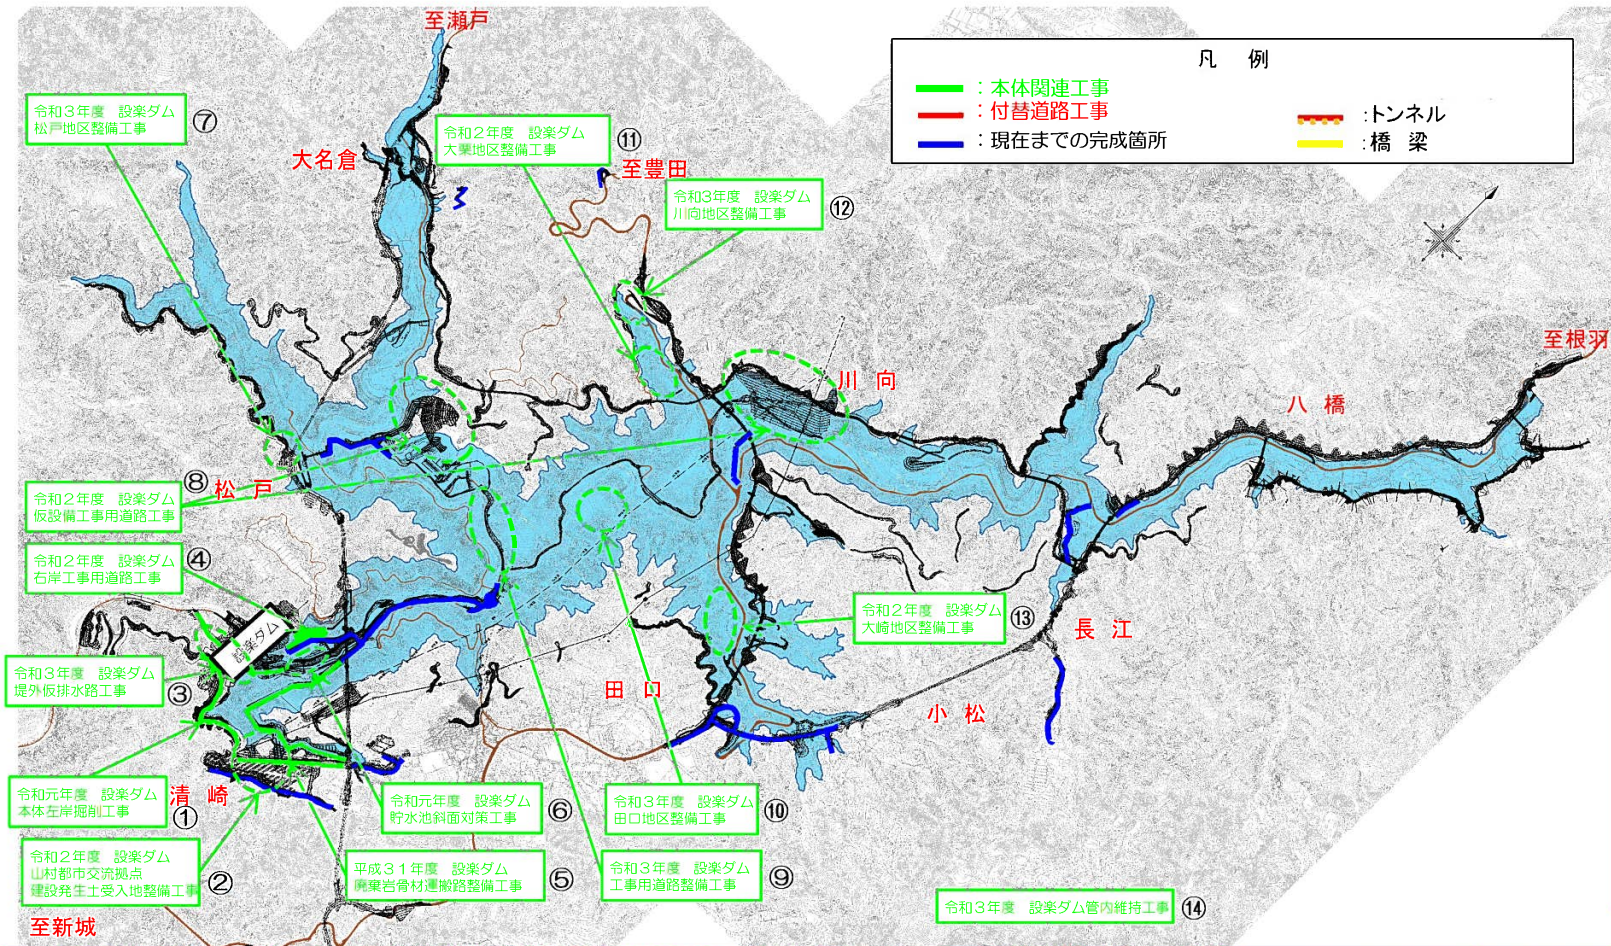 至瀬戸
凡 例
：本体関連工事
：付替道路工事
：トンネル
：現在までの完成箇所
：橋 梁
令和３年度 設楽ダム
松戸地区整備工事
⑦
大名倉
令和２年度 設楽ダム
大栗地区整備工事
⑪
至豊田
令和3年度 設楽ダム
川向地区整備工事
⑫
至根羽
川 向
八 橋
令和２年度 設楽ダム
仮設備工事用道路工事
⑧
松 戸
令和２年度 設楽ダム
右岸工事用道路工事
④
設楽ダム
令和３年度 設楽ダム
堤外仮排水路工事
③
令和２年度 設楽ダム
大崎地区整備工事
⑬
長 江
田 口
小 松
令和元年度 設楽ダム
本体左岸掘削工事
①
清 崎
令和元年度 設楽ダム
貯水池斜面対策工事
⑥
令和３年度 設楽ダム
田口地区整備工事
⑩
令和２年度 設楽ダム
山村都市交流拠点
建設発生土受入地整備工事
②
平成３１年度 設楽ダム
廃棄岩骨材運搬路整備工事
⑤
令和３年度 設楽ダム
工事用道路整備工事
⑨
令和３年度 設楽ダム管内維持工事
⑭
至新城